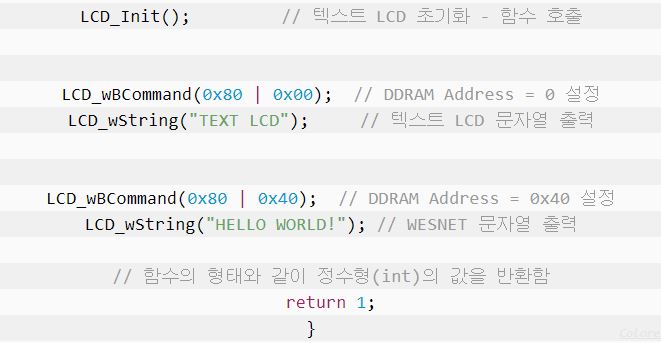 LCD_Init();          // 텍스트 LCD 초기화 - 함수 호출
LCD_wBCommand(0x80 | 0x00);  // DDRAM Address = 0 설정
LCD_wString("TEXT LCD");      // 텍스트 LCD 문자열 출력
LCD_wBCommand(0x80 | 0x40);  // DDRAM Address = 0x40 설정
LCD_wString("HELLO WORLD!"); // WESNET 문자열 출력
// 함수의 형태와 같이 정수형(int)의 값을 반환함
return 1;
}